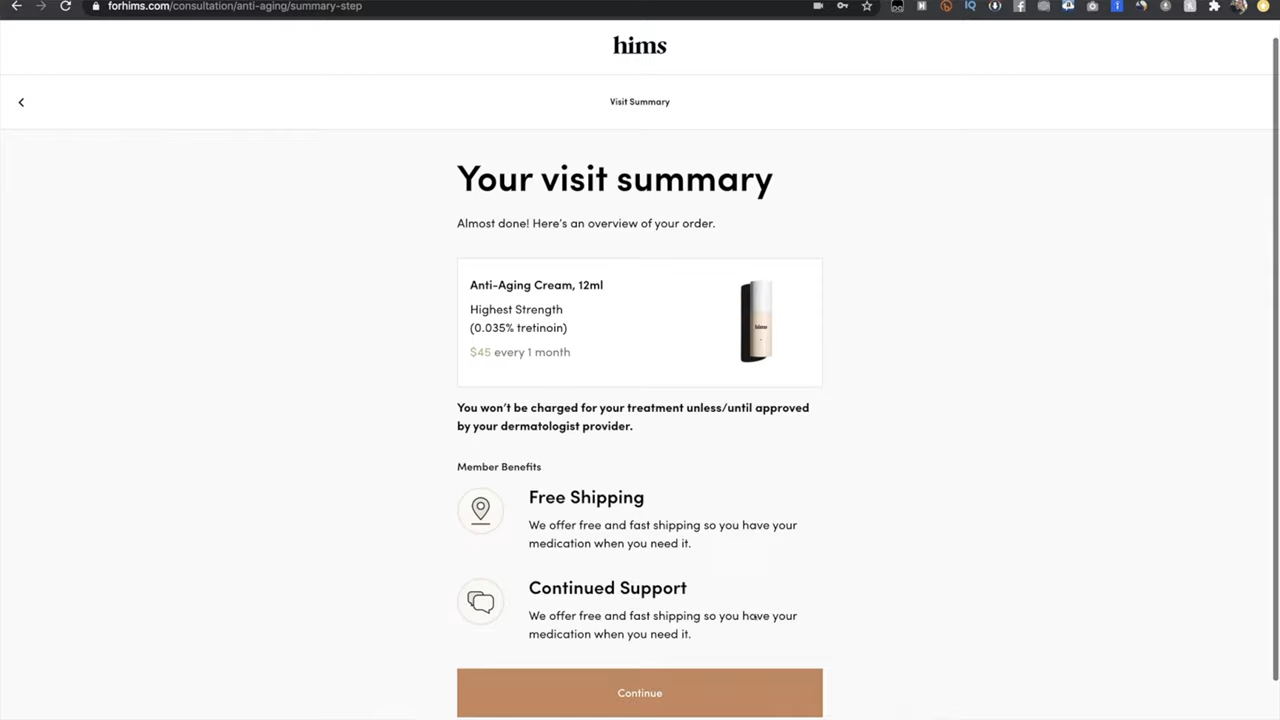 forhims.com/consultation/anti-aging/summary-step
hims
Visit Summary
Your visit summary
Almost done! Here's an overview of your order.
Anti-Aging Cream, 12ml
Highest Strength
(0.035% tretinoin)
$45 every 1 month
hims
You won't be charged for your treatment unless/until approved
by your dermatologist provider.
Member Benefits
Free Shipping
We offer free and fast shipping so you have your
medication when you need it.
Continued Support
We offer free and fast shipping so you have your
medication when you need it.
Continue